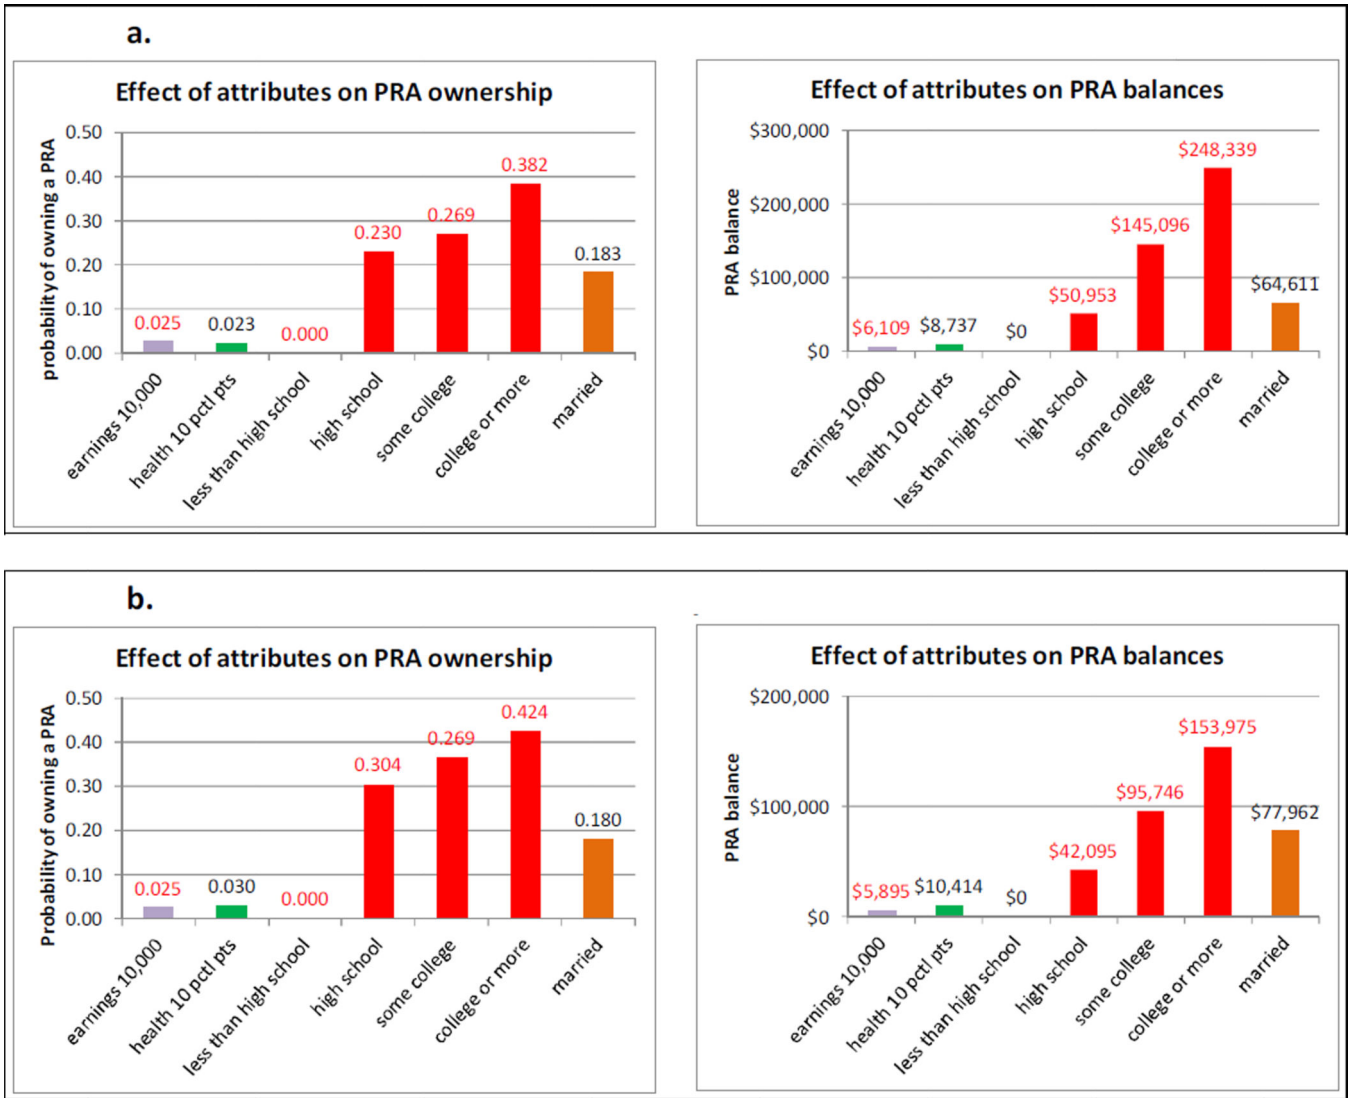 a.
Effect of attributes on PRA ownership
probability of owning a PRA
0.50
0.40
0.30
0.20
0.10
0.00
0.025
0.023
0.000
0.230
0.269
0.382
0.183
earnings 10,000
health 10 pctl pts
less than high school
high school
some college
college or more
married
Effect of attributes on PRA balances
PRA balance
$300,000
$200,000
$100,000
$0
$6,109
$8,737
$0
$50,953
$145,096
$248,339
$64,611
earnings 10,000
health 10 pctl pts
less than high school
high school
some college
college or more
married
b.
Effect of attributes on PRA ownership
Probability of owning a PRA
0.50
0.40
0.30
0.20
0.10
0.00
0.025
0.030
0.000
0.304
0.269
0.424
0.180
earnings 10,000
health 10 pctl pts
less than high school
high school
some college
college or more
married
Effect of attributes on PRA balances
PRA balance
$200,000
$100,000
$0
$5,895
$10,414
$0
$42,095
$95,746
$153,975
$77,962
earnings 10,000
health 10 pctl pts
less than high school
high school
some college
college or more
married